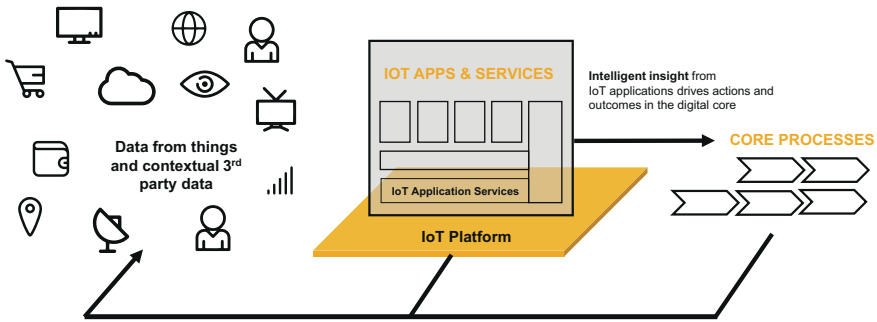 IOT APPS & SERVICES
Intelligent insight from
IoT applications drives actions and
outcomes in the digital core
CORE PROCESSES
Data from things
and contextual 3rd
party data
IoT Application Services
IoT Platform